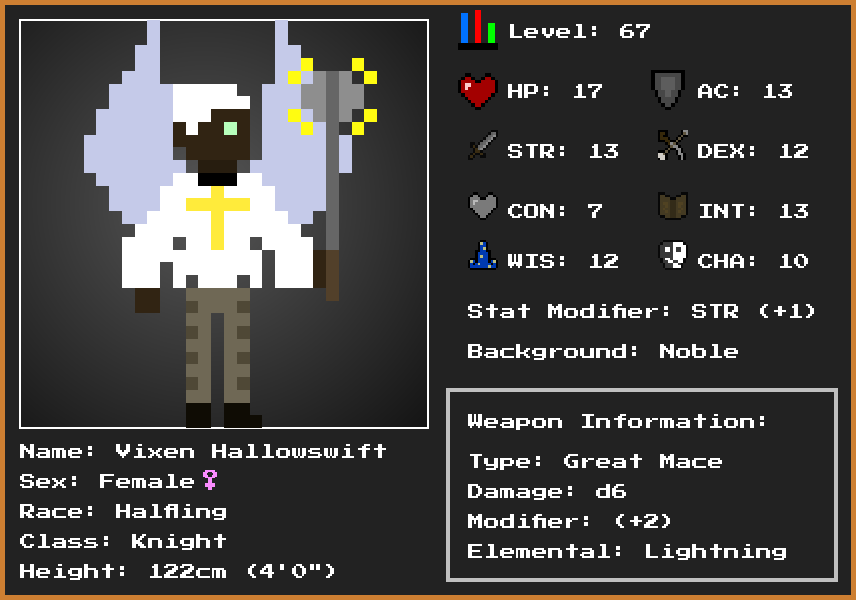 Level: 67
HP: 17
AC: 13
STR: 13
DEX: 12
CON: 7
INT: 13
WIS: 12
CHA: 10
Stat Modifier: STR (+1)
Background: Noble
Weapon Information:
Type: Great Mace
Damage: d6
Modifier: (+2)
Elemental: Lightning
Name: Vixen Hallowswift
Sex: Female♀
Race: Halfling
Class: Knight
Height: 122cm (4'0")